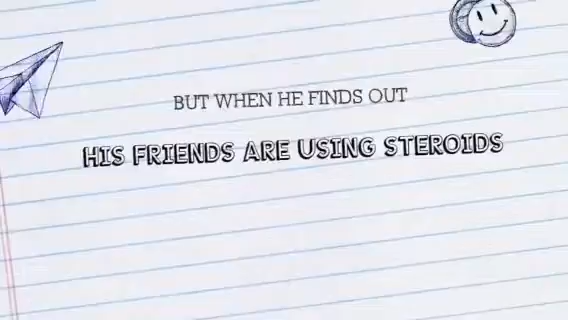 BUT WHEN HE FINDS OUT
HIS FRIENDS ARE USING STEROIDS